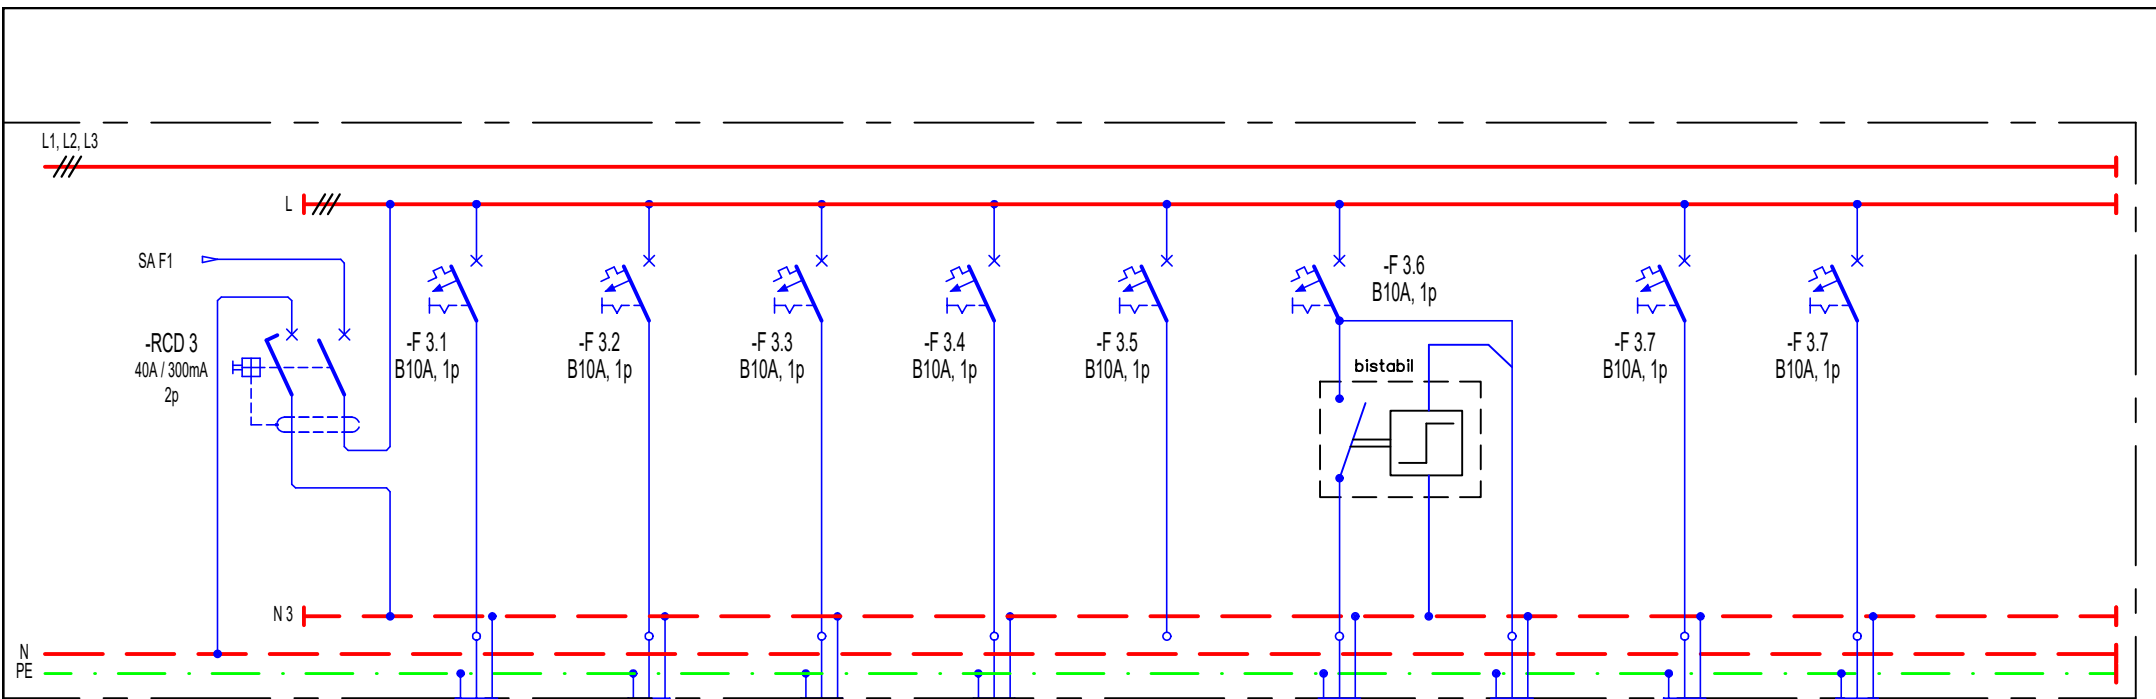 L1, L2, L3
L
SA F1
-RCD 3
40A / 300mA
2p
-F 3.1
B10A, 1p
-F 3.2
B10A, 1p
-F 3.3
B10A, 1p
-F 3.4
B10A, 1p
-F 3.5
B10A, 1p
-F 3.6
B10A, 1p
bistabil
-F 3.7
B10A, 1p
-F 3.7
B10A, 1p
N 3
N
PE